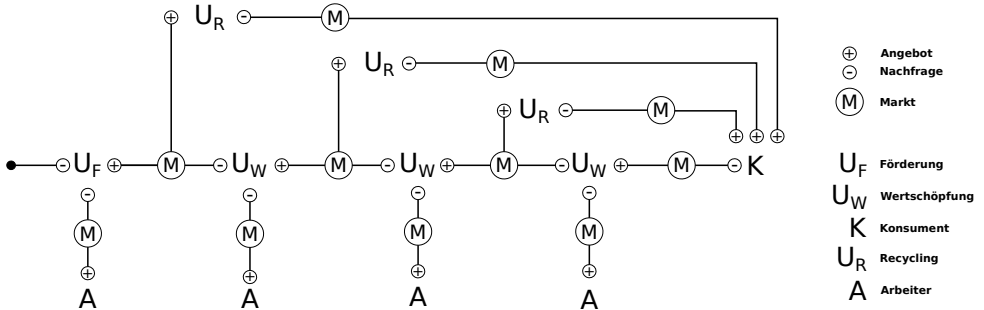 ⊕ U_R ⊖ M
⊕ U_R ⊖ M
⊕ U_R ⊖ M
⊕ ⊕ ⊕
⊖ U_F ⊕ M ⊖ U_W ⊕ M ⊖ U_W ⊕ M ⊖ U_W ⊕ M ⊖ K
⊖ ⊖ ⊖ ⊖
M M M M
⊕ ⊕ ⊕ ⊕
A A A A
⊕ Angebot
⊖ Nachfrage
M Markt
U_F Förderung
U_W Wertschöpfung
K Konsument
U_R Recycling
A Arbeiter